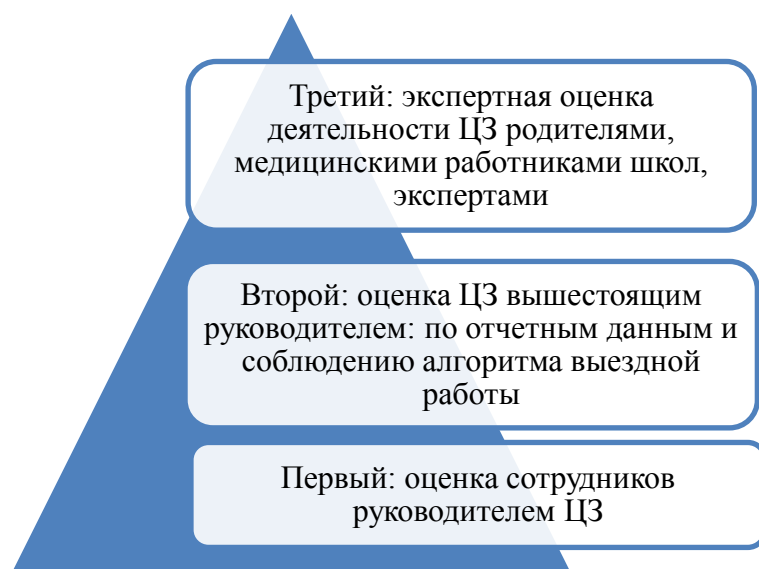 Третий: экспертная оценка
деятельности ЦЗ родителями,
медицинскими работниками школ,
экспертами
Второй: оценка ЦЗ вышестоящим
руководителем: по отчетным данным и
соблюдению алгоритма выездной
работы
Первый: оценка сотрудников
руководителем ЦЗ